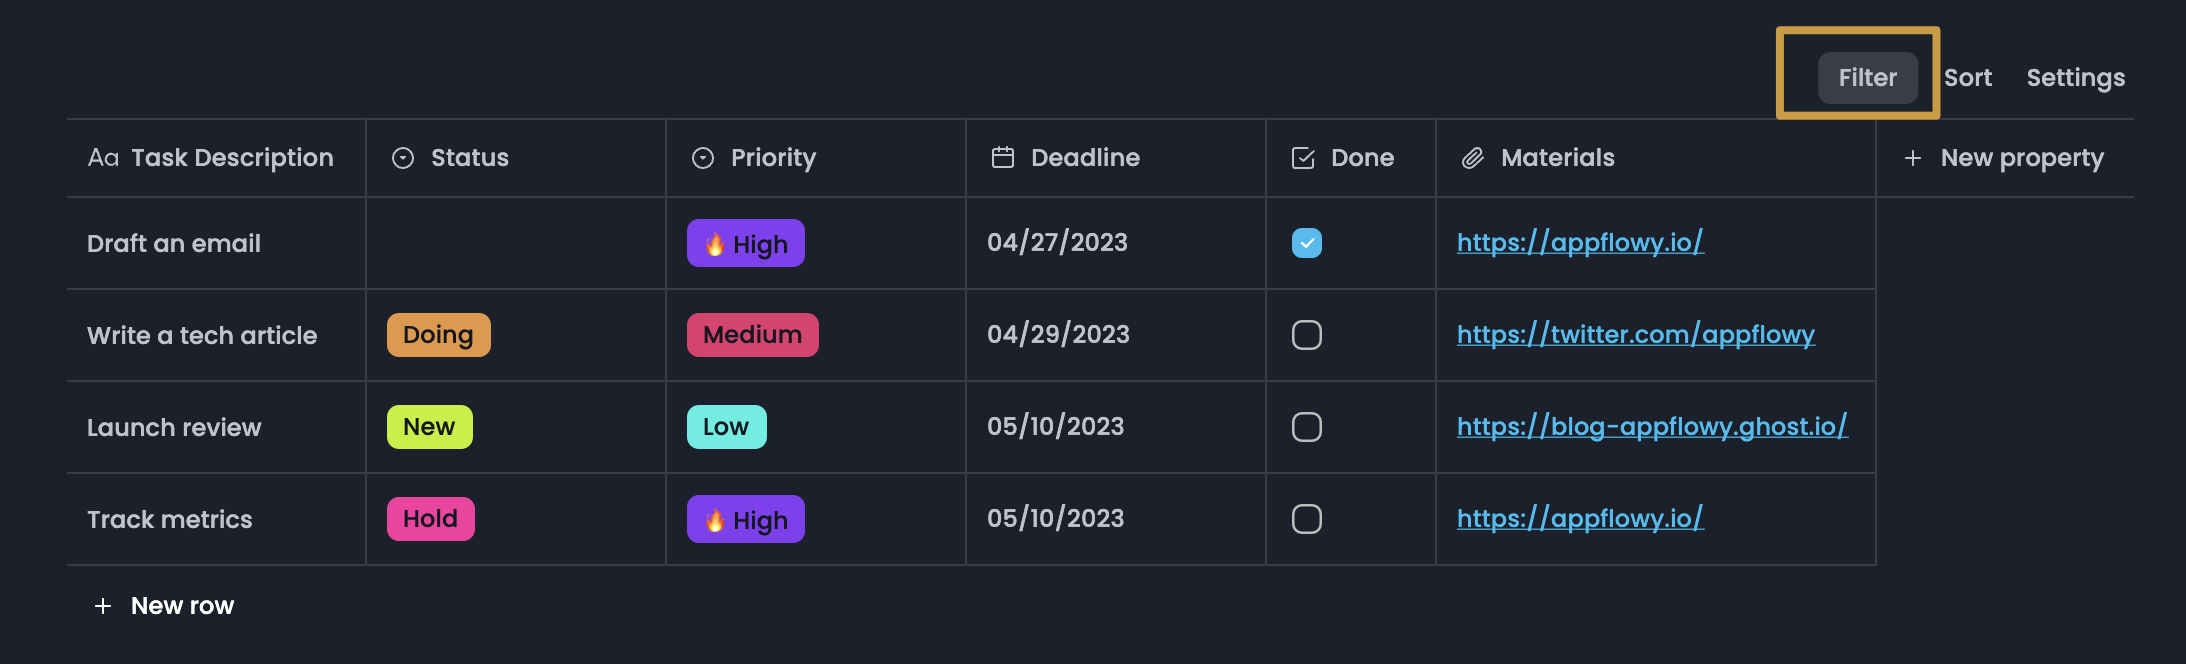 Filter Sort Settings
Aa Task Description Status Priority Deadline Done Materials + New property
Draft an email 🔥 High 04/27/2023 https://appflowy.io/
Write a tech article Doing Medium 04/29/2023 https://twitter.com/appflowy
Launch review New Low 05/10/2023 https://blog-appflowy.ghost.io/
Track metrics Hold 🔥 High 05/10/2023 https://appflowy.io/
+ New row